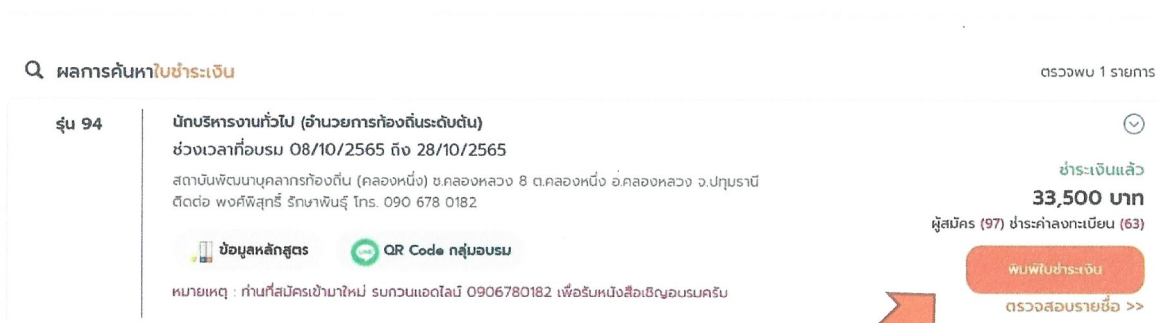 ผลการค้นหาใบชำระเงิน
ตรวจพบ 1 รายการ
รุ่น 94
นักบริหารงานทั่วไป (อำนวยการท้องถิ่นระดับต้น)
ช่วงเวลาที่อบรม 08/10/2565 ถึง 28/10/2565
สถาบันพัฒนาบุคลากรท้องถิ่น (คลองหนึ่ง) ซ.คลองหลวง 8 ต.คลองหนึ่ง อ.คลองหลวง จ.ปทุมธานี
ติดต่อ พงศ์พิสุทธิ์ รักษาพันธุ์ โทร. 090 678 0182
ชำระเงินแล้ว
33,500 บาท
ผู้สมัคร (97) ชำระค่าลงทะเบียน (63)
ข้อมูลหลักสูตร
LINE QR Code กลุ่มอบรม
พิมพ์ใบชำระเงิน
หมายเหตุ : ท่านที่สมัครเข้ามาใหม่ รบกวนแอดไลน์ 0906780182 เพื่อรับหนังสือเชิญอบรมครับ
ตรวจสอบรายชื่อ >>